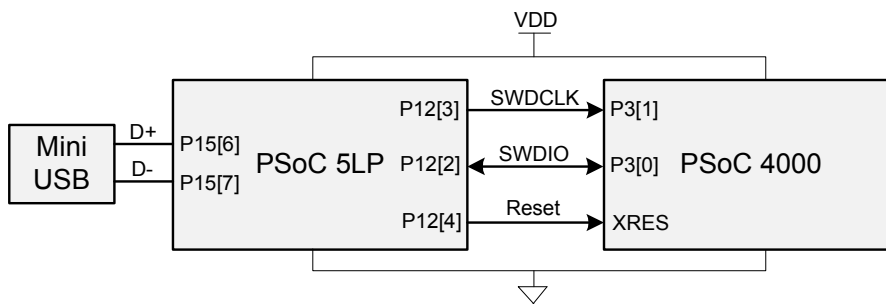 VDD
Mini
USB
D+
D-
P15[6]
P15[7]
PSoC 5LP
P12[3]
P12[2]
P12[4]
SWDCLK
SWDIO
Reset
P3[1]
P3[0]
XRES
PSoC 4000